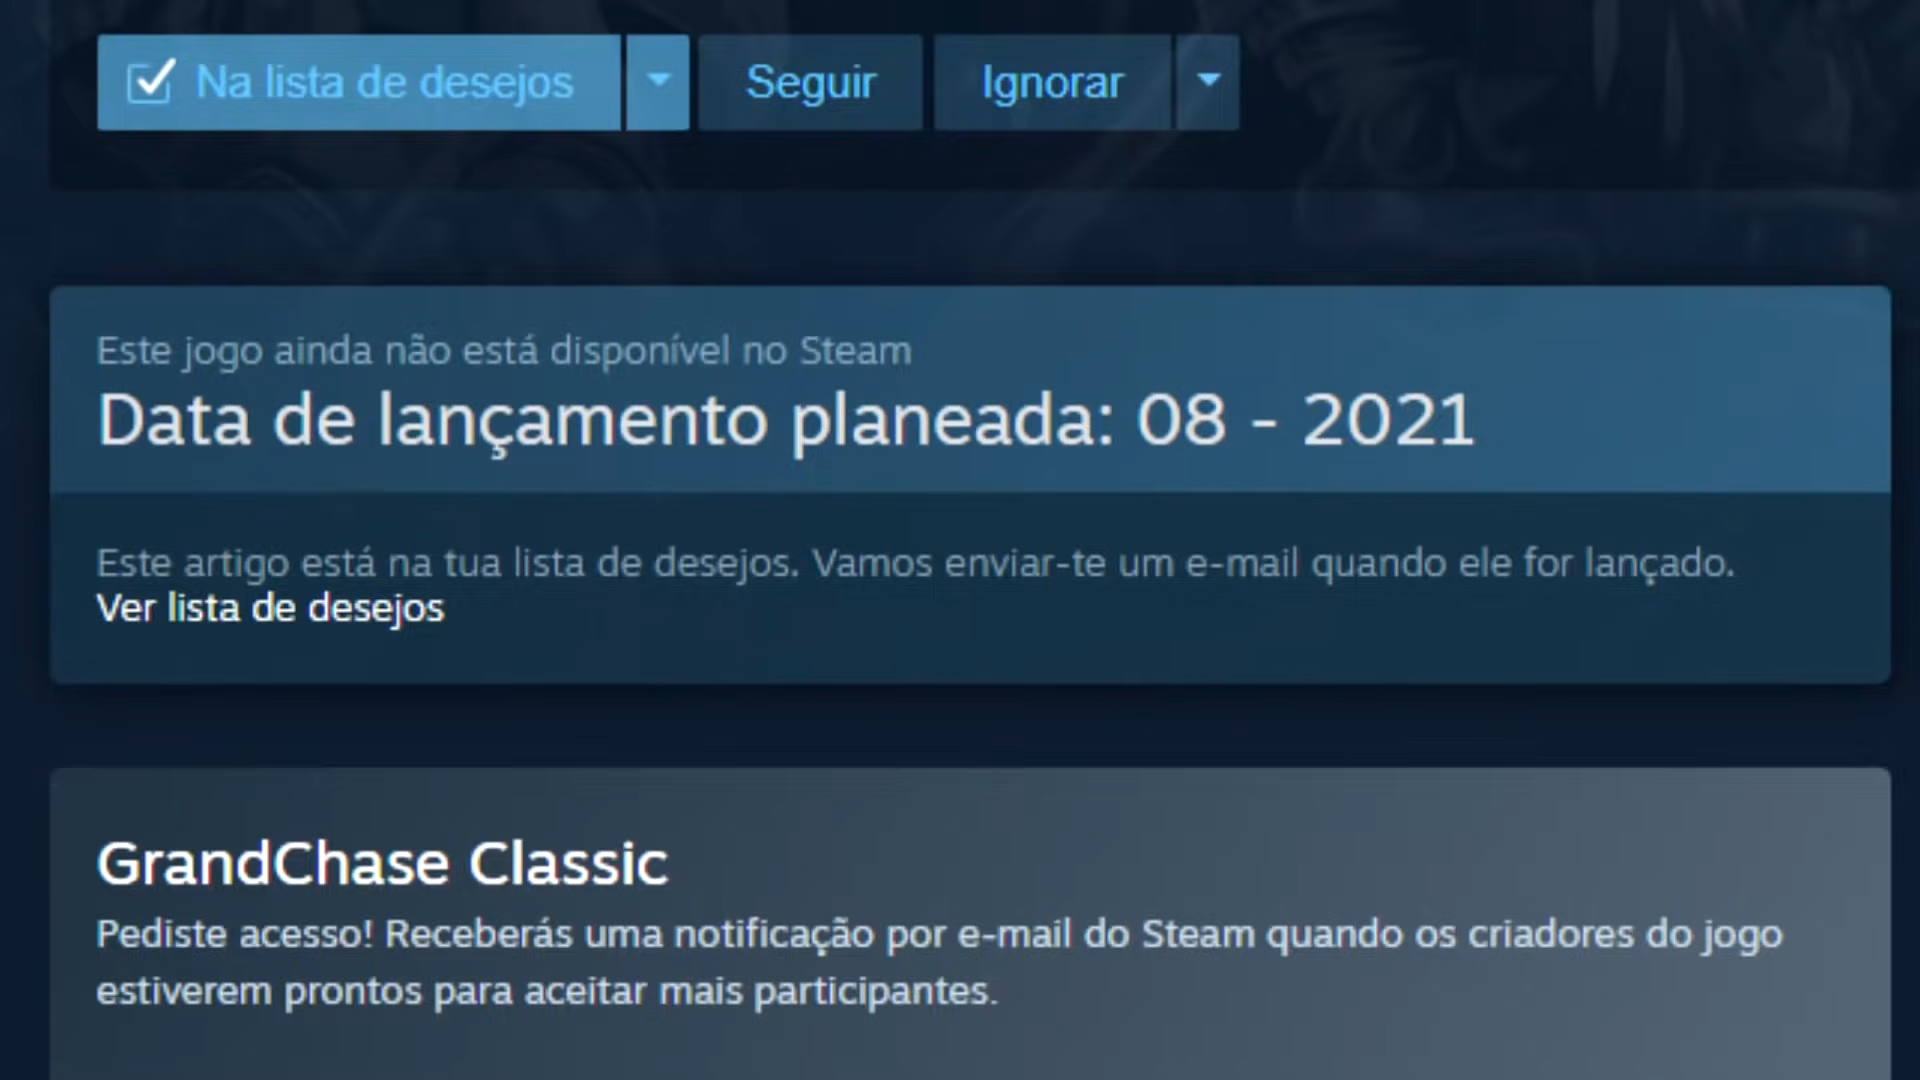 Na lista de desejos Seguir Ignorar
Este jogo ainda não está disponível no Steam
Data de lançamento planeada: 08 - 2021
Este artigo está na tua lista de desejos. Vamos enviar-te um e-mail quando ele for lançado.
Ver lista de desejos
GrandChase Classic
Pediste acesso! Receberás uma notificação por e-mail do Steam quando os criadores do jogo
estiverem prontos para aceitar mais participantes.